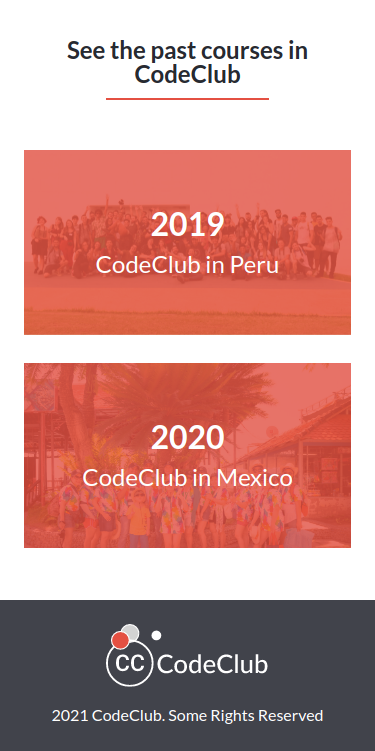 See the past courses in
CodeClub
2019
CodeClub in Peru
2020
CodeClub in Mexico
CC CodeClub
2021 CodeClub. Some Rights Reserved